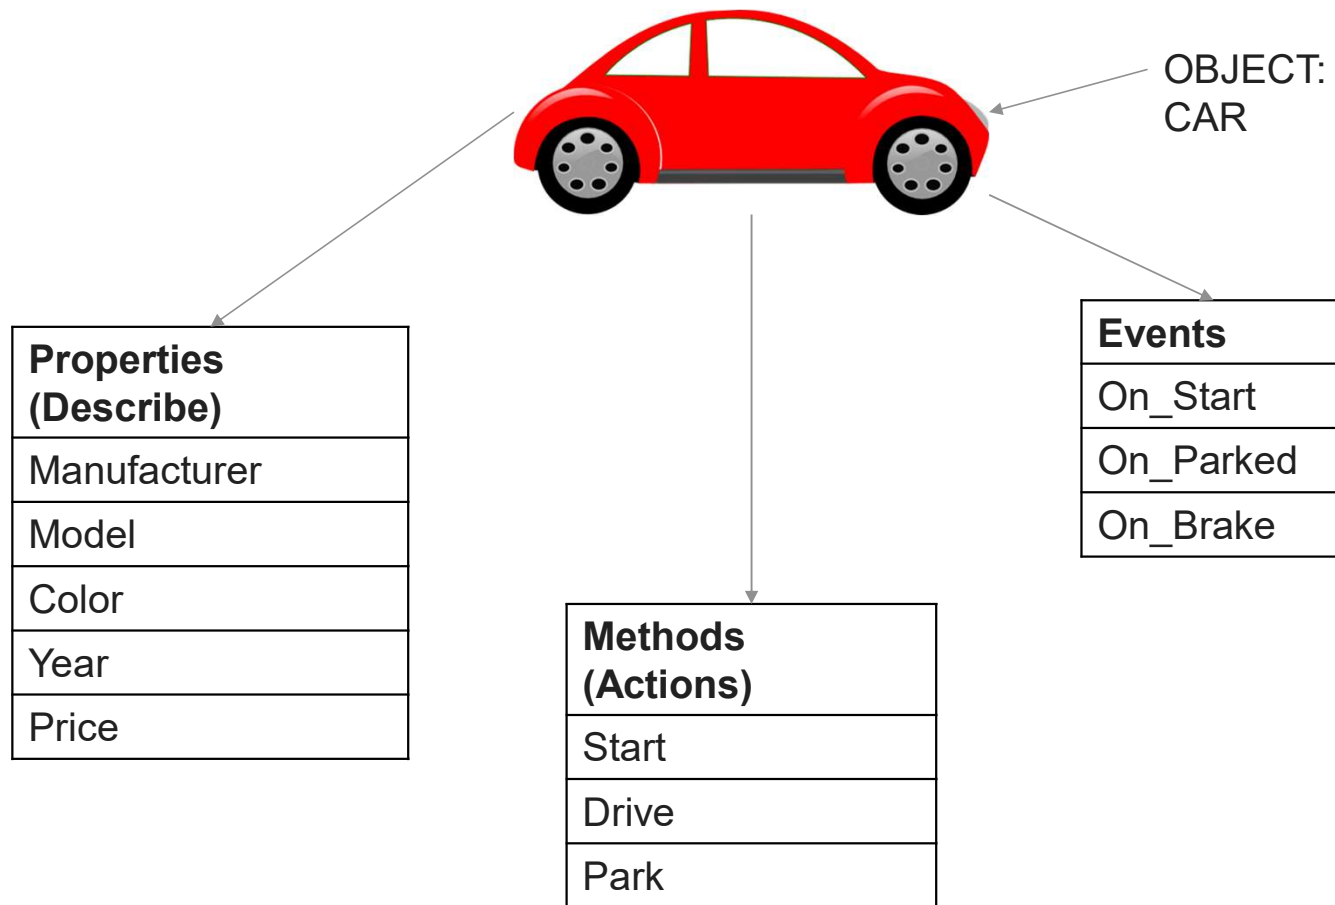 OBJECT:
CAR
Properties
(Describe)
Manufacturer
Model
Color
Year
Price
Methods
(Actions)
Start
Drive
Park
Events
On_Start
On_Parked
On_Brake